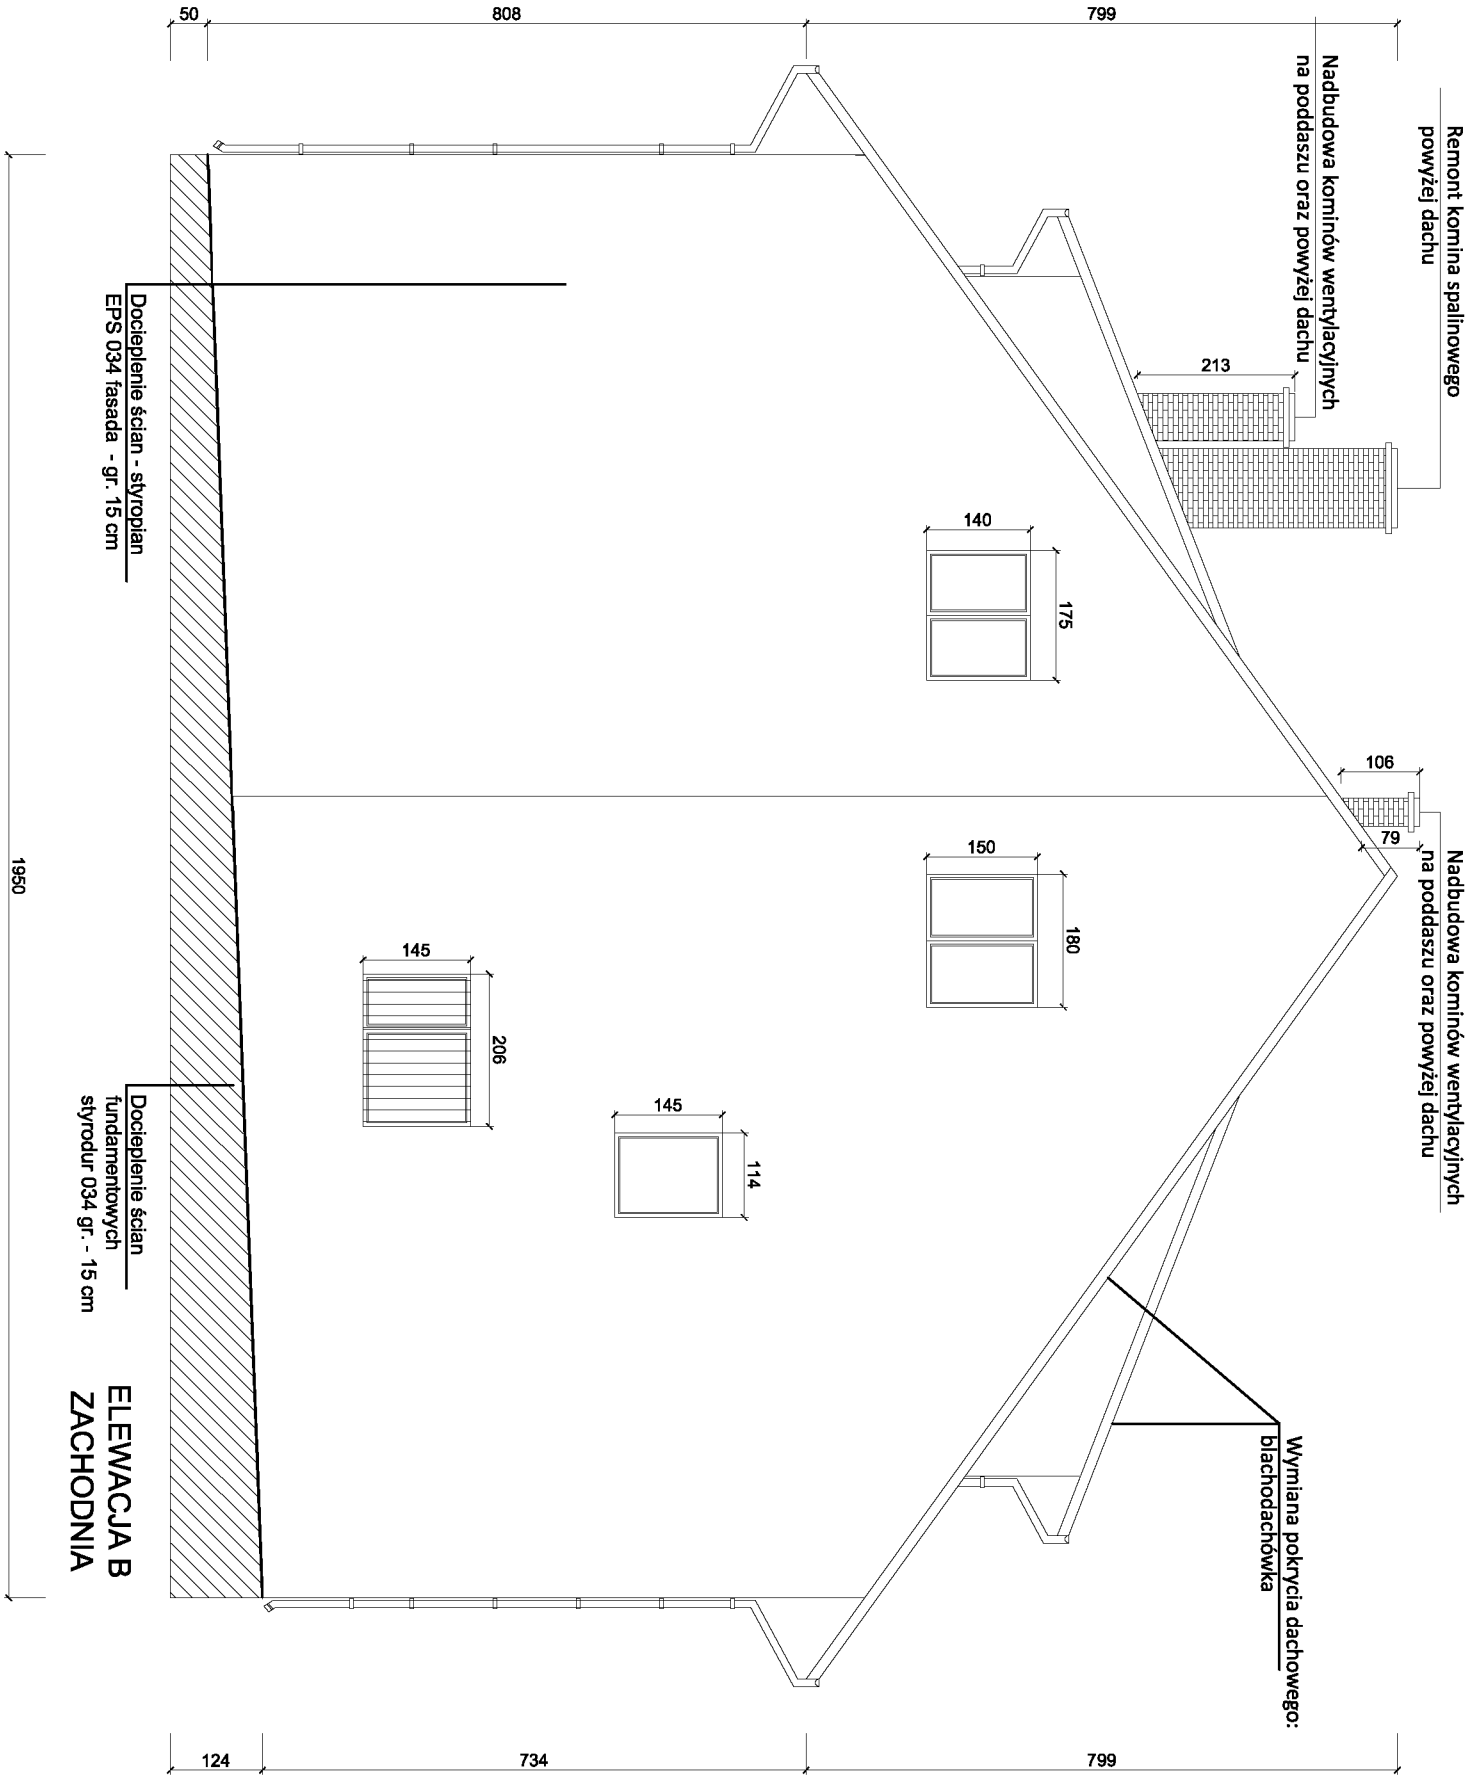 Remont komina spalinowego
powyżej dachu
Nadbudowa kominów wentylacyjnych
na poddaszu oraz powyżej dachu
Nadbudowa kominów wentylacyjnych
na poddaszu oraz powyżej dachu
Wymiana pokrycia dachowego:
blachodachówka
799
808
50
213
106
79
140
175
150
180
145
206
145
114
799
734
124
Docieplenie ścian - styropian
EPS 034 fasada - gr. 15 cm
Docieplenie ścian
fundamentowych
styrodur 034 gr. - 15 cm
ELEWACJA B
ZACHODNIA
1950